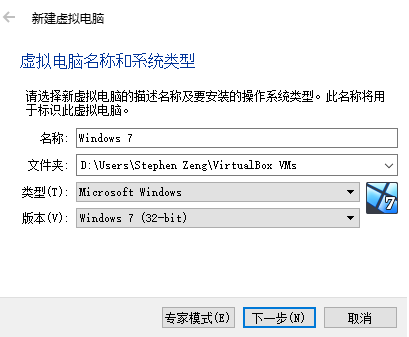 新建虚拟电脑
虚拟电脑名称和系统类型
请选择新虚拟电脑的描述名称及要安装的操作系统类型。此名称将用
于标识此虚拟电脑。
名称: Windows 7
文件夹: D:\Users\Stephen Zeng\VirtualBox VMs
类型(T): Microsoft Windows
7
版本(V): Windows 7 (32-bit)
专家模式(E) 下一步(N) 取消